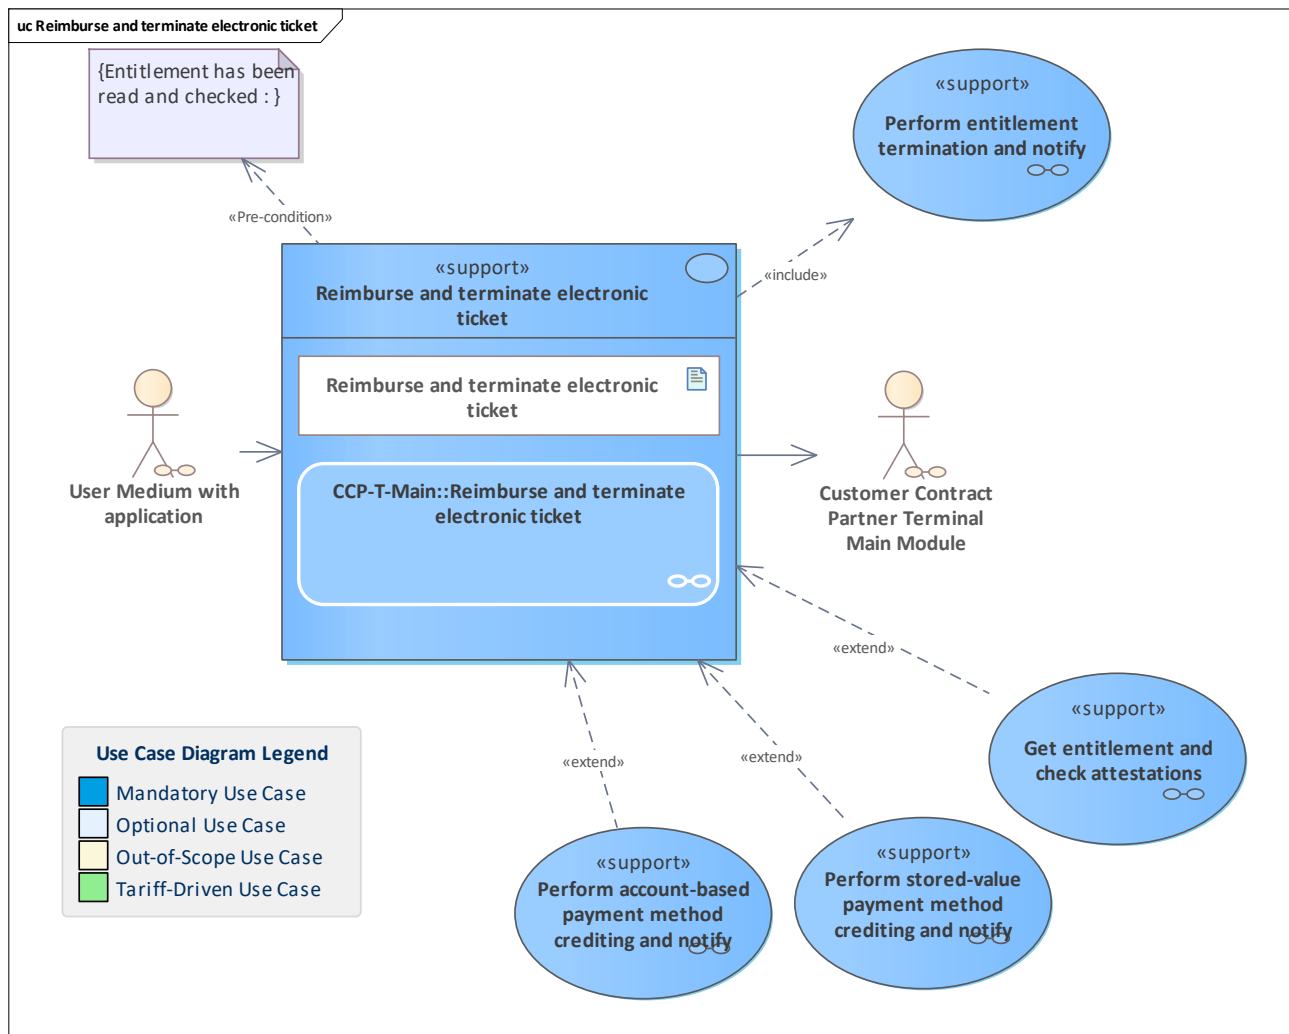 uc Reimburse and terminate electronic ticket
{Entitlement has been
read and checked : }
«support»
Perform entitlement
termination and notify
«Pre-condition»
«include»
«support»
Reimburse and terminate electronic
ticket
Reimburse and terminate electronic
ticket
CCP-T-Main::Reimburse and terminate
electronic ticket
User Medium with
application
Customer Contract
Partner Terminal
Main Module
«extend»
«extend»
«extend»
«support»
Get entitlement and
check attestations
Use Case Diagram Legend
Mandatory Use Case
Optional Use Case
Out-of-Scope Use Case
Tariff-Driven Use Case
«support»
Perform account-based
payment method
crediting and notify
«support»
Perform stored-value
payment method
crediting and notify